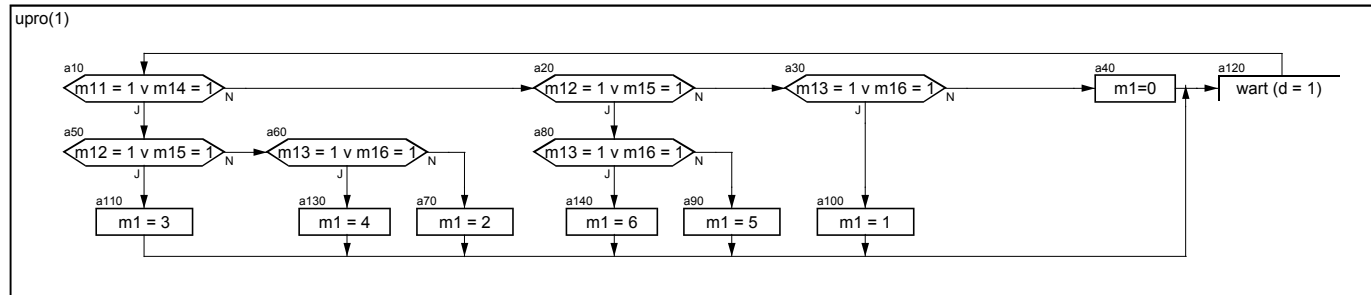 upro(1)
a10
m11 = 1 v m14 = 1
N
J
a20
m12 = 1 v m15 = 1
N
J
a30
m13 = 1 v m16 = 1
N
J
a40
m1=0
a120
wart (d = 1)
a50
m12 = 1 v m15 = 1
N
J
a60
m13 = 1 v m16 = 1
N
J
a80
m13 = 1 v m16 = 1
N
J
a110
m1 = 3
a130
m1 = 4
a70
m1 = 2
a140
m1 = 6
a90
m1 = 5
a100
m1 = 1